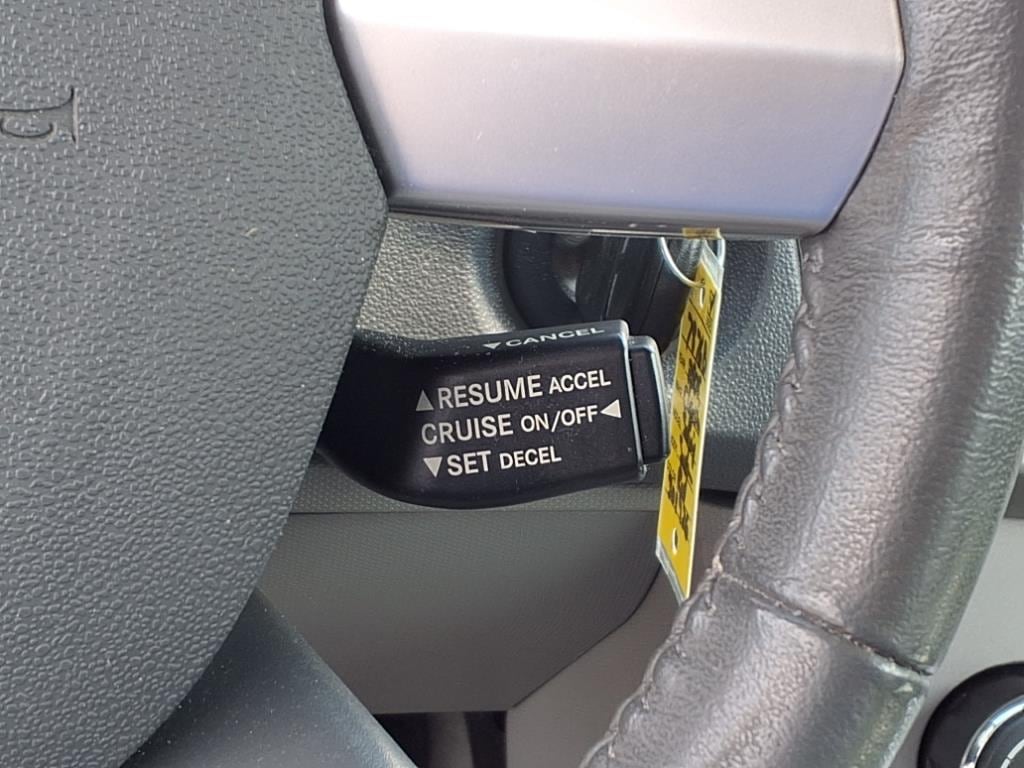 ▼CANCEL
▲RESUME ACCEL
CRUISE ON/OFF◀
▼SET DECEL